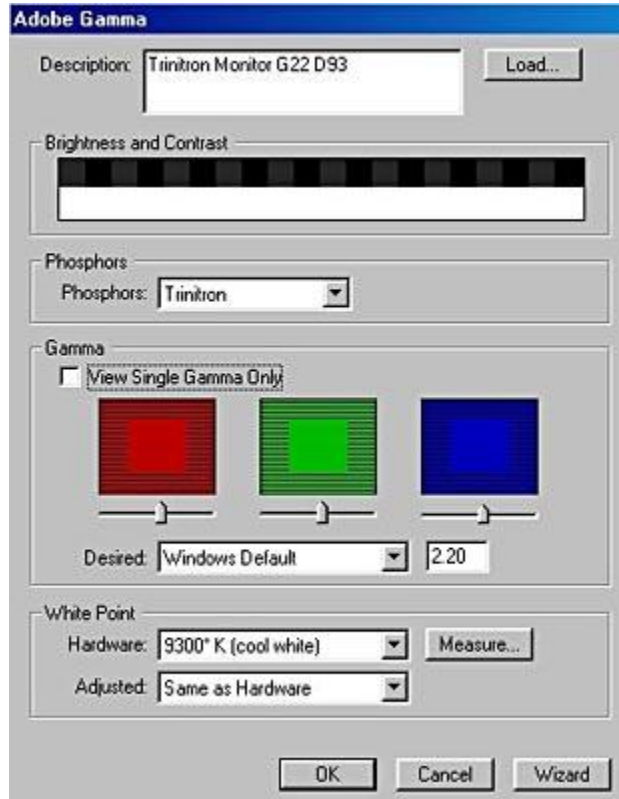 Adobe Gamma
Description: Trinitron Monitor G22 D93 Load...
Brightness and Contrast
Phosphors
Phosphors: Trinitron
Gamma
View Single Gamma Only
Desired: Windows Default 2.20
White Point
Hardware: 9300° K (cool white) Measure...
Adjusted: Same as Hardware
OK Cancel Wizard